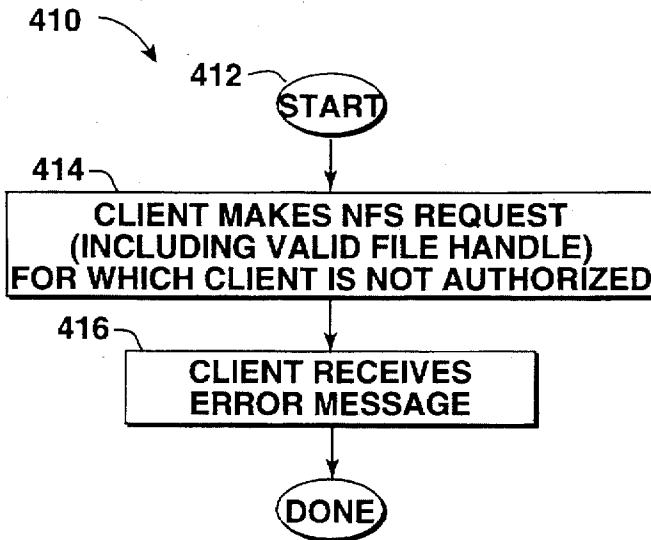 410
412
START
414
CLIENT MAKES NFS REQUEST
(INCLUDING VALID FILE HANDLE)
FOR WHICH CLIENT IS NOT AUTHORIZED
416
CLIENT RECEIVES
ERROR MESSAGE
DONE